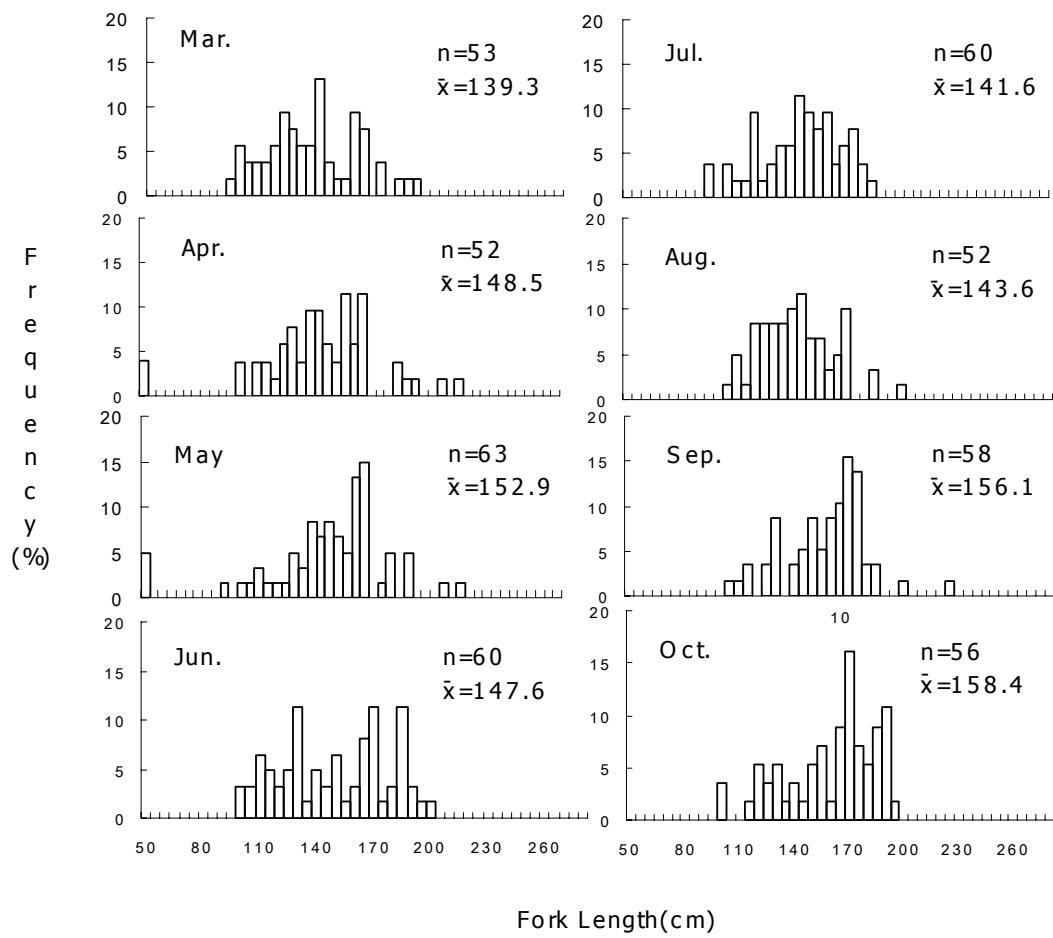 Frequency
(%)
20
15
10
5
0
Mar.
n=53
x̄=139.3
20
15
10
5
0
Jul.
n=60
x̄=141.6
20
15
10
5
0
Apr.
n=52
x̄=148.5
20
15
10
5
0
Aug.
n=52
x̄=143.6
20
15
10
5
0
May
n=63
x̄=152.9
20
15
10
5
0
Sep.
n=58
x̄=156.1
20
15
10
5
0
Jun.
n=60
x̄=147.6
10
20
15
10
5
0
Oct.
n=56
x̄=158.4
50 110 140 170 200 230 260
50 80 110 140 170 200 230 260
Fork Length(cm)